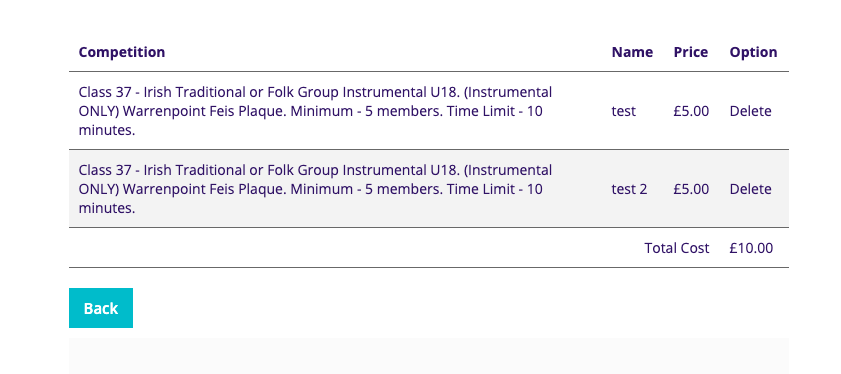 Competition Name Price Option
Class 37 - Irish Traditional or Folk Group Instrumental U18. (Instrumental
ONLY) Warrenpoint Feis Plaque. Minimum - 5 members. Time Limit - 10
minutes.
test £5.00 Delete
Class 37 - Irish Traditional or Folk Group Instrumental U18. (Instrumental
ONLY) Warrenpoint Feis Plaque. Minimum - 5 members. Time Limit - 10
minutes.
test 2 £5.00 Delete
Total Cost £10.00
Back